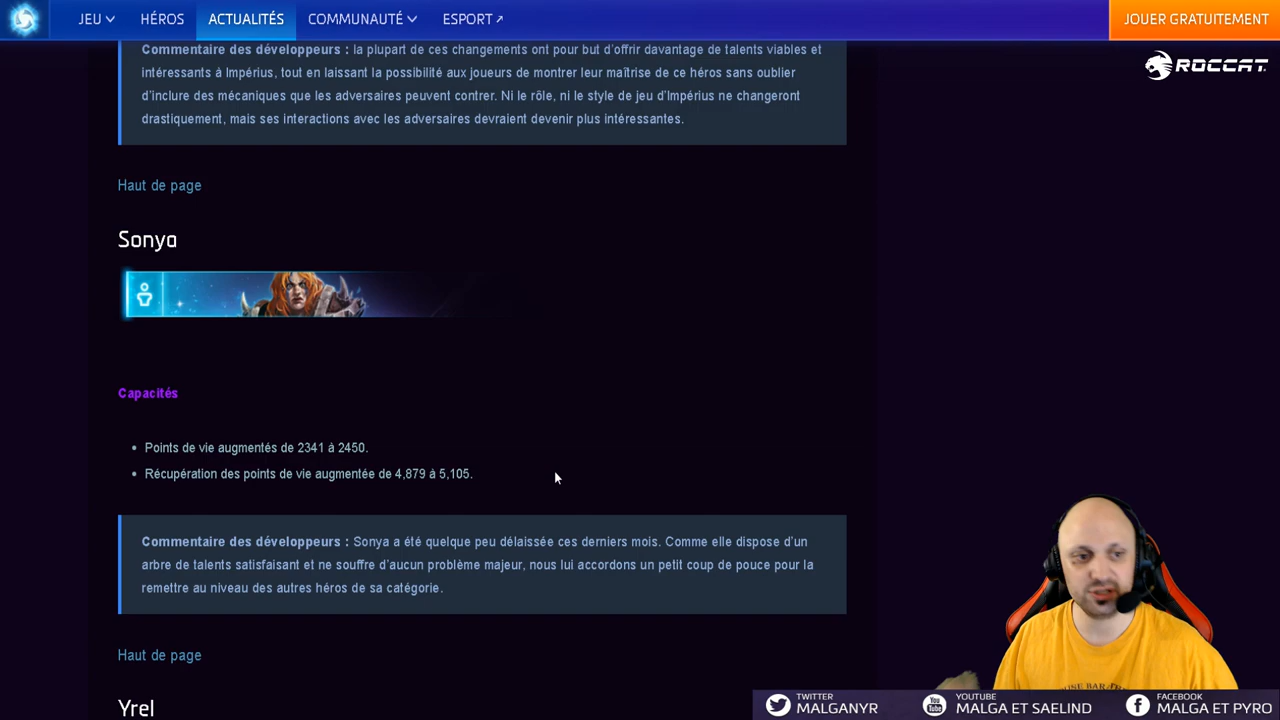 JEU HÉROS ACTUALITÉS COMMUNAUTÉ ESPORT JOUER GRATUITEMENT
ROCCAT
Commentaire des développeurs : la plupart de ces changements ont pour but d'offrir davantage de talents viables et
intéressants à Impérius, tout en laissant la possibilité aux joueurs de montrer leur maîtrise de ce héros sans oublier
d'inclure des mécaniques que les adversaires peuvent contrer. Ni le rôle, ni le style de jeu d'Impérius ne changeront
drastiquement, mais ses interactions avec les adversaires devraient devenir plus intéressantes.
Haut de page
Sonya
Capacités
• Points de vie augmentés de 2341 à 2450.
• Récupération des points de vie augmentée de 4,879 à 5,105.
Commentaire des développeurs : Sonya a été quelque peu délaissée ces derniers mois. Comme elle dispose d'un
arbre de talents satisfaisant et ne souffre d'aucun problème majeur, nous lui accordons un petit coup de pouce pour la
remettre au niveau des autres héros de sa catégorie.
Haut de page
Yrel
TWITTER
MALGANYR
YOUTUBE
MALGA ET SAELIND
FACEBOOK
MALGA ET PYRO